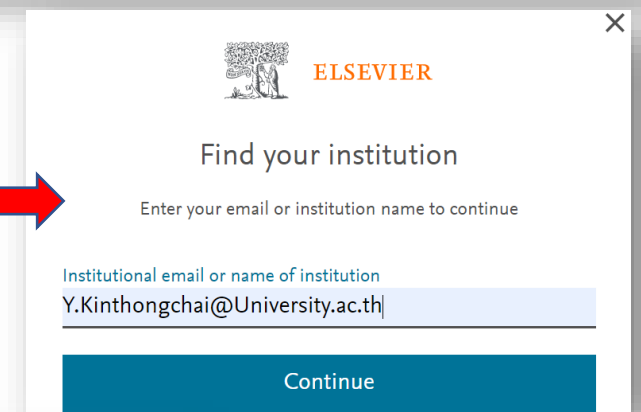 ELSEVIER
Find your institution
Enter your email or institution name to continue
Institutional email or name of institution
Y.Kinthongchai@University.ac.th
Continue